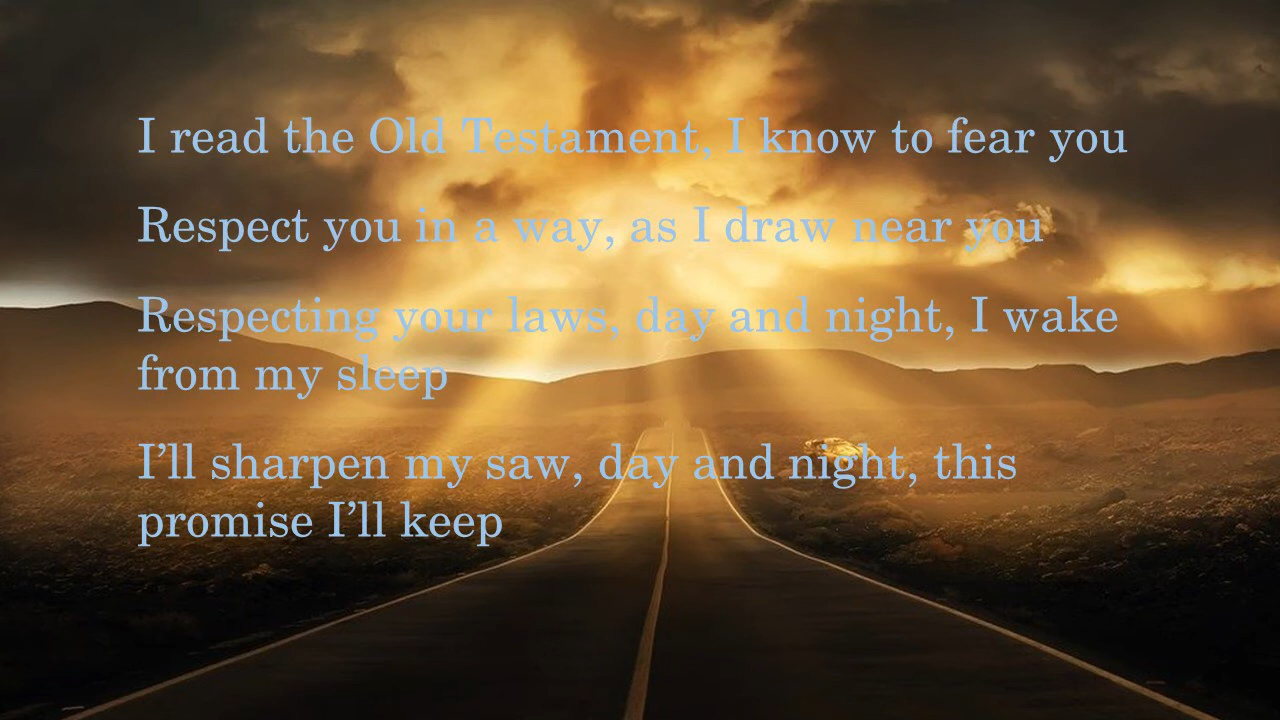 I read the Old Testament, I know to fear you
Respect you in a way, as I draw near you
Respecting your laws, day and night, I wake
from my sleep
I’ll sharpen my saw, day and night, this
promise I’ll keep